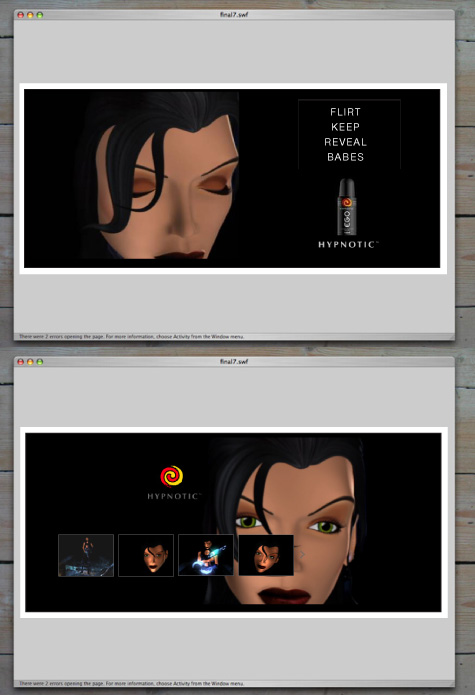 final7.swf
FLIRT
KEEP
REVEAL
BABES
EGO
HYPNOTIC™
There were 2 errors opening the page. For more information, choose Activity from the Window menu.
final7.swf
HYPNOTIC™
There were 2 errors opening the page. For more information, choose Activity from the Window menu.